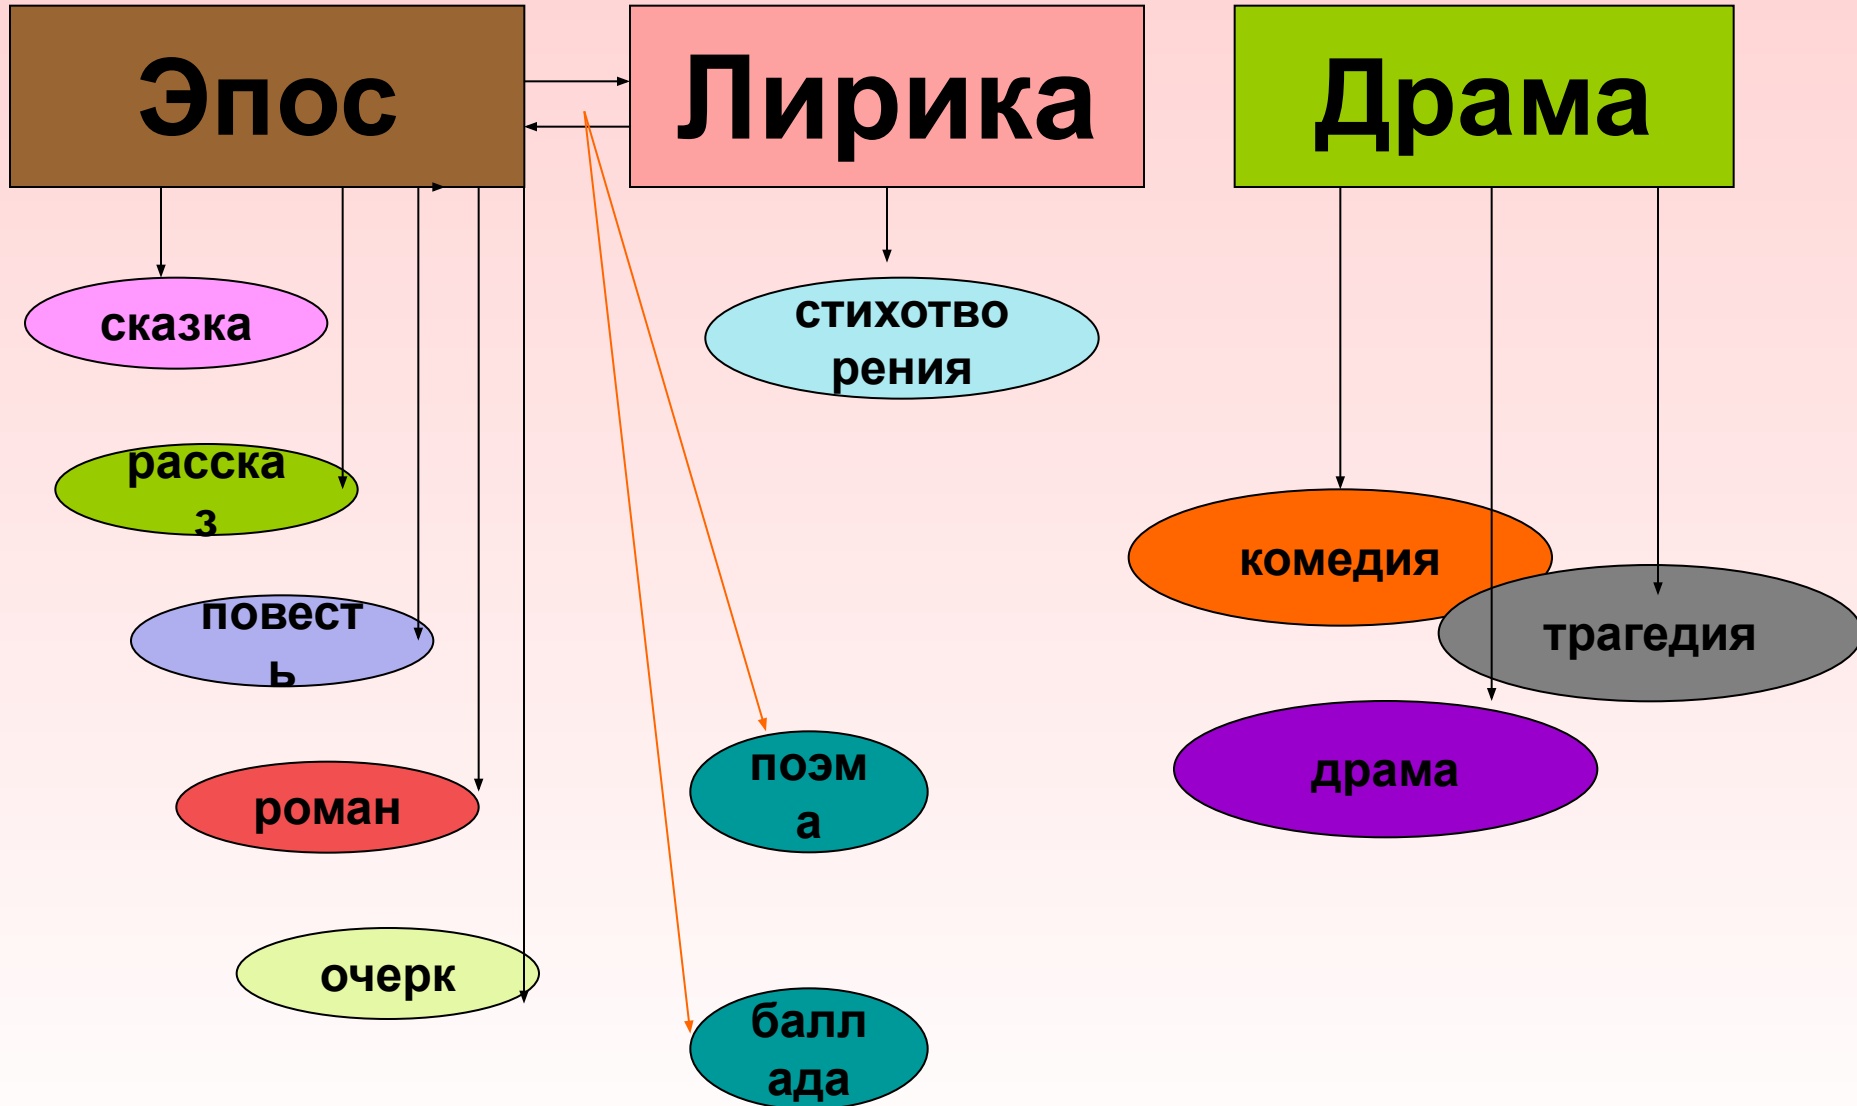 Эпос
Лирика
Драма
сказка
стихотво
рения
расска
з
комедия
повест
ь
трагедия
роман
поэм
а
драма
очерк
балл
ада